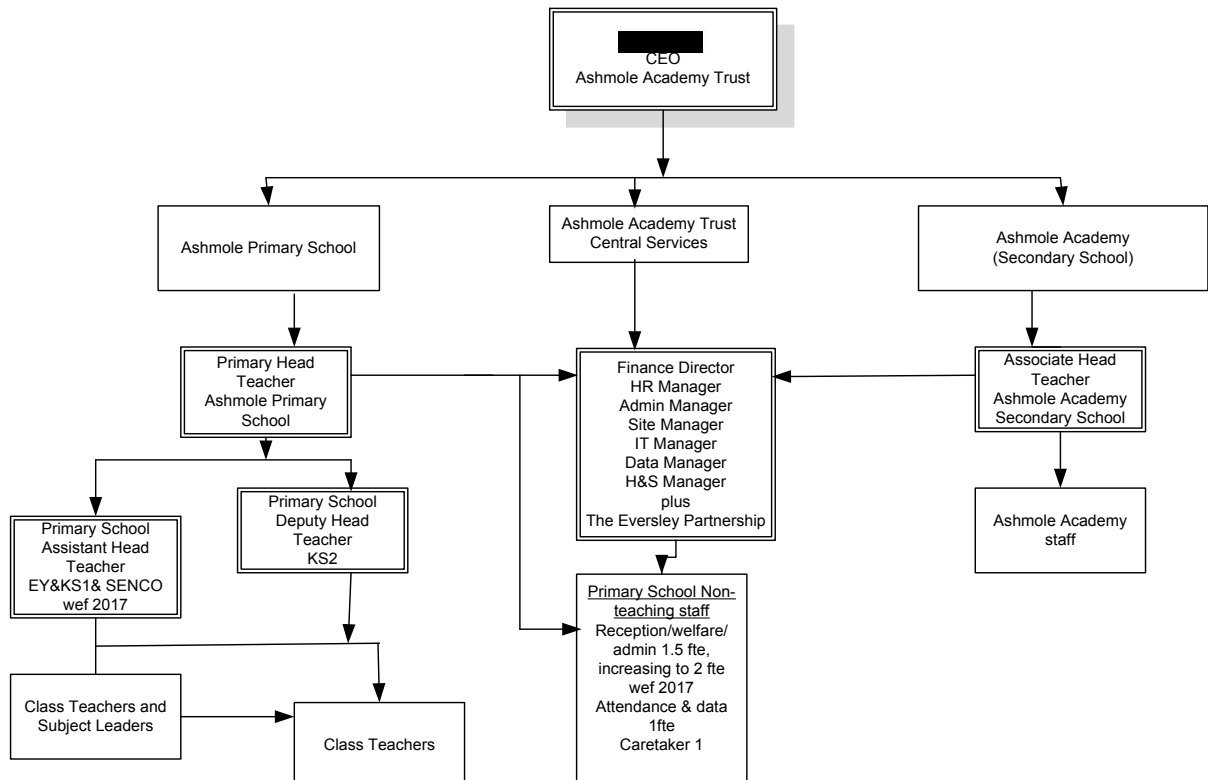 CEO
Ashmole Academy Trust
Ashmole Primary School
Ashmole Academy Trust
Central Services
Ashmole Academy
(Secondary School)
Primary Head
Teacher
Ashmole Primary
School
Finance Director
HR Manager
Admin Manager
Site Manager
IT Manager
Data Manager
H&S Manager
plus
The Eversley Partnership
Associate Head
Teacher
Ashmole Academy
Secondary School
Primary School
Assistant Head
Teacher
EY&KS1& SENCO
wef 2017
Primary School
Deputy Head
Teacher
KS2
Ashmole Academy
staff
Primary School Non-
teaching staff
Reception/welfare/
admin 1.5 fte,
increasing to 2 fte
wef 2017
Attendance & data
1fte
Caretaker 1
Class Teachers and
Subject Leaders
Class Teachers